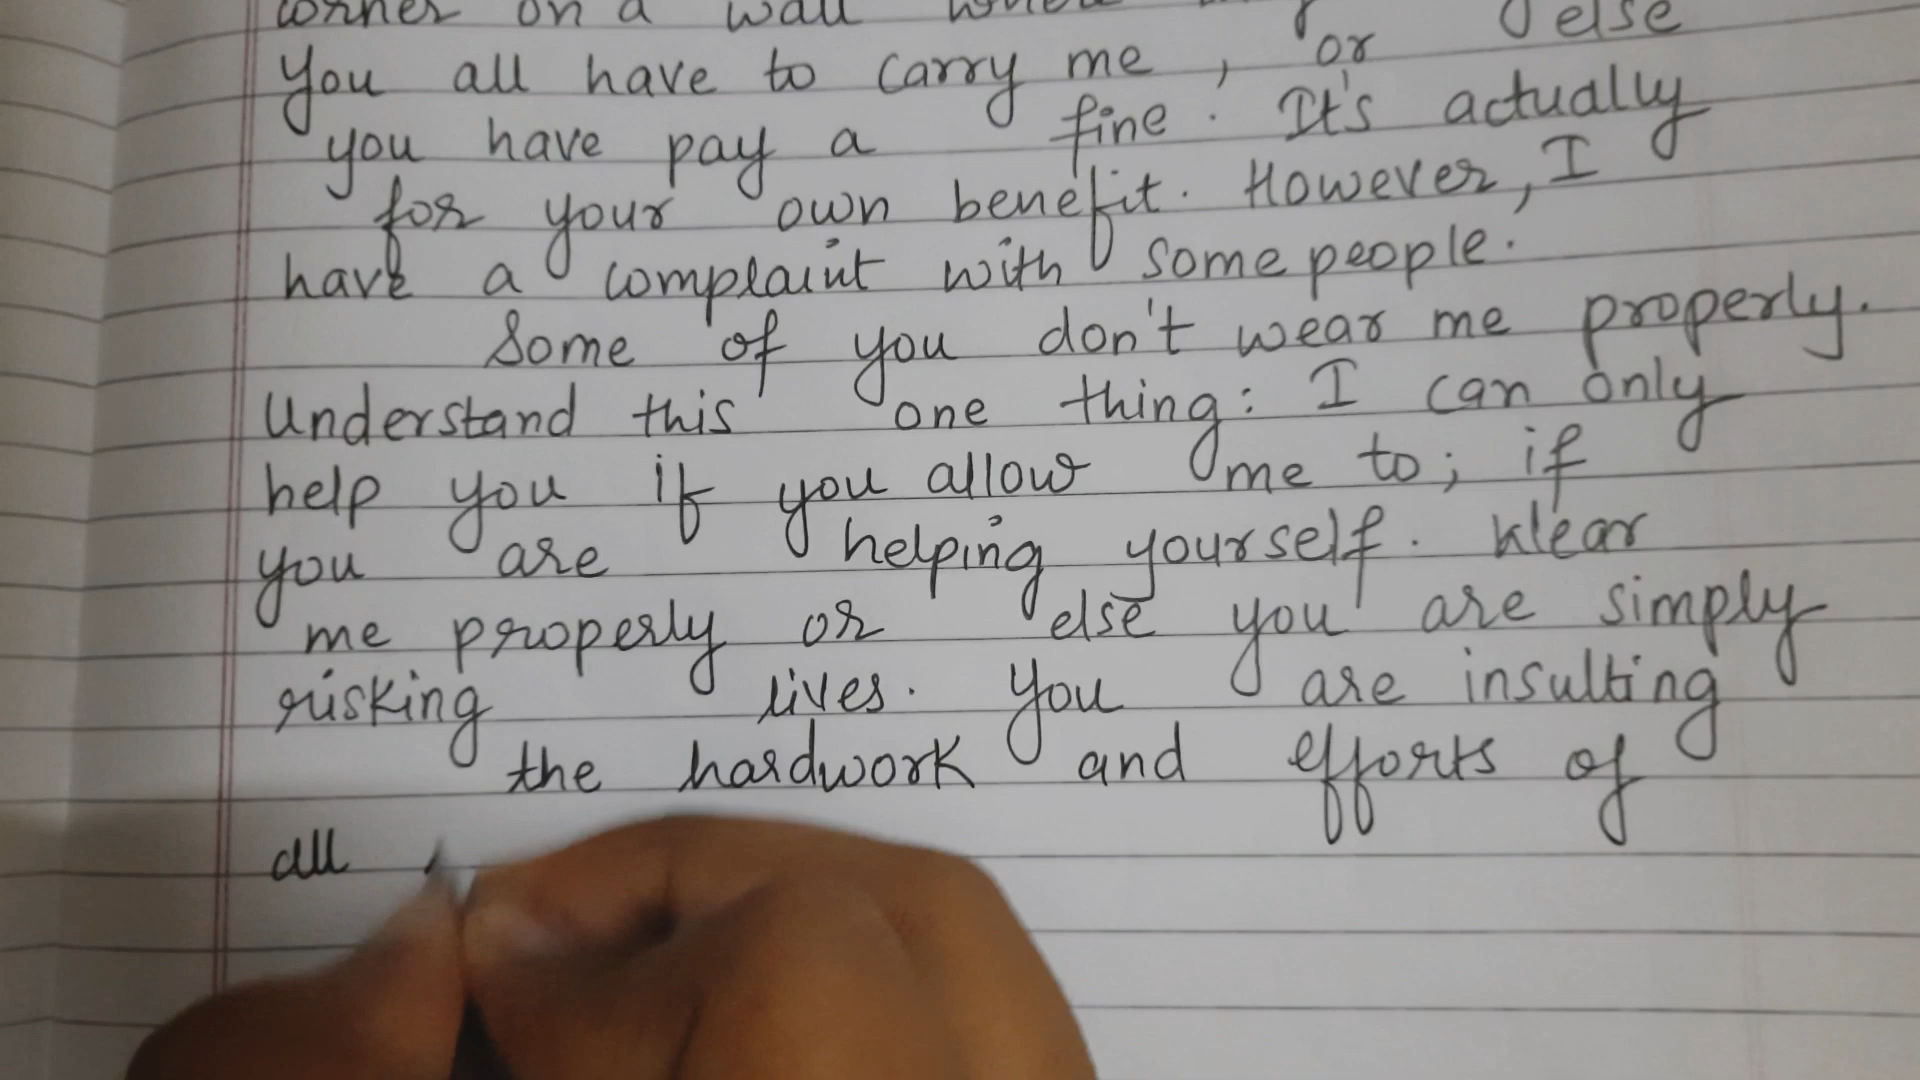 corner on a wall
else
You all have to carry me , or
you have pay a fine . It's actually
for your own benefit. However, I
have a complaint with some people.
Some of you don't wear me properly.
Understand this one thing: I can only
help you if you allow me to; if
you are helping yourself. Wear
me properly or else you are simply
risking lives. You are insulting
the hardwork and efforts of
all